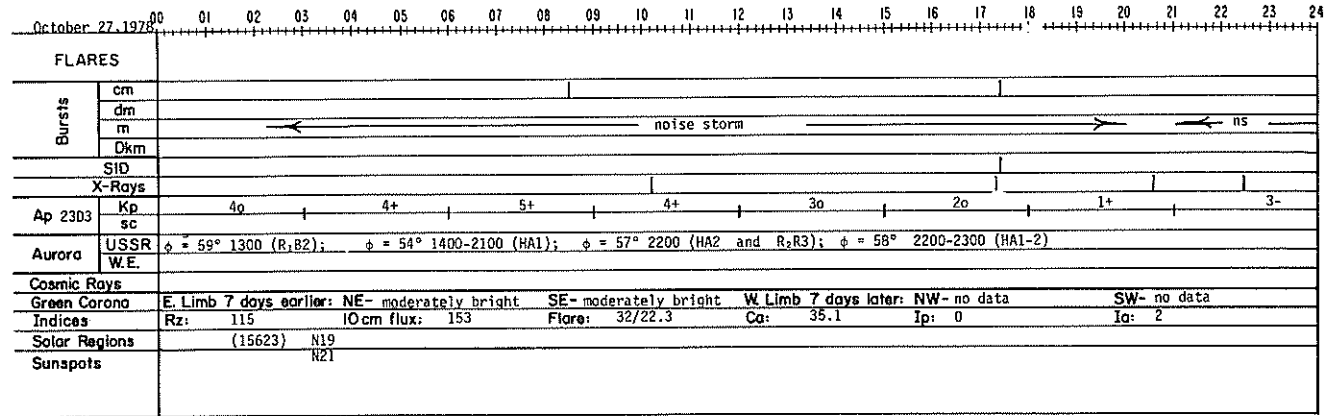 00 01 02 03 04 05 06 07 08 09 10 11 12 13 14 15 16 17 18 19 20 21 22 23 24
October 27,1978
FLARES
Bursts
cm
dm
m noise storm ns
Dkm
SID
X-Rays
Ap 23D3 Kp 4o 4+ 5+ 4+ 3o 2o 1+ 3-
sc
Aurora USSR φ = 59° 1300 (R₁B2); φ = 54° 1400-2100 (HA1); φ = 57° 2200 (HA2 and R₂R3); φ = 58° 2200-2300 (HA1-2)
W.E.
Cosmic Rays
Green Corona E. Limb 7 days earlier: NE- moderately bright SE- moderately bright W. Limb 7 days later: NW- no data SW- no data
Indices Rz: 115 10cm flux: 153 Flare: 32/22.3 Ca: 35.1 Ip: 0 Ia: 2
Solar Regions (15623) N19
Sunspots N21